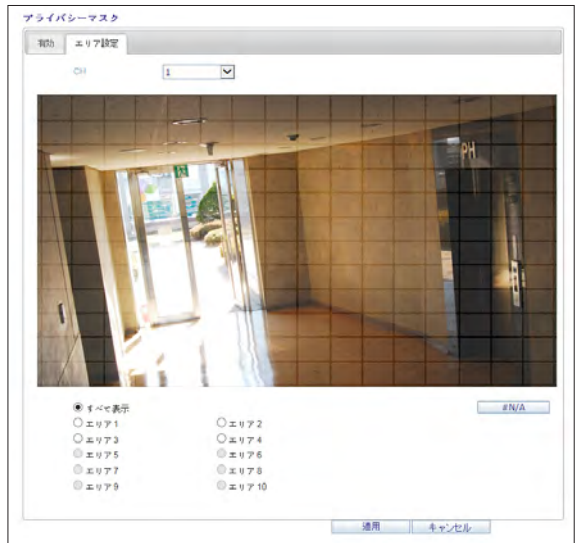 プライバシーマスク
有効 エリア設定
CH 1
PH
すべて表示 #N/A
エリア1 エリア2
エリア3 エリア4
エリア5 エリア6
エリア7 エリア8
エリア9 エリア10
適用 キャンセル